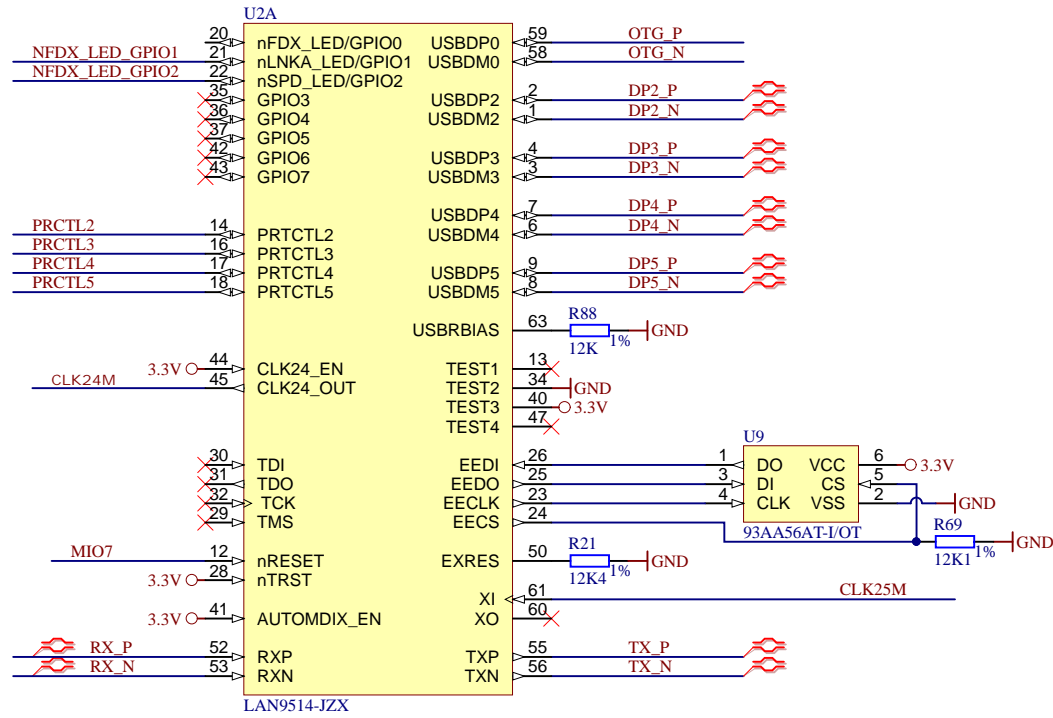 U2A
20 nFDX_LED/GPIO0 USBDP0 59 OTG_P
NFDX_LED_GPIO1 21 nLNKA_LED/GPIO1 USBDM0 58 OTG_N
NFDX_LED_GPIO2 22 nSPD_LED/GPIO2
35 GPIO3 USBDP2 2 DP2_P
36 GPIO4 USBDM2 1 DP2_N
37 GPIO5
42 GPIO6 USBDP3 4 DP3_P
43 GPIO7 USBDM3 3 DP3_N
USBDP4 7 DP4_P
PRCTL2 14 PRTCTL2 USBDM4 6 DP4_N
PRCTL3 16 PRTCTL3
PRCTL4 17 PRTCTL4 USBDP5 9 DP5_P
PRCTL5 18 PRTCTL5 USBDM5 8 DP5_N
R88
USBRBIAS 63 GND
12K 1%
3.3V 44 CLK24_EN TEST1 13
CLK24M 45 CLK24_OUT TEST2 34 GND
TEST3 40 3.3V
TEST4 47
U9
30 TDI EEDI 26 1 DO VCC 6 3.3V
31 TDO EEDO 25 3 DI CS 5
32 TCK EECLK 23 4 CLK VSS 2 GND
29 TMS EECS 24
93AA56AT-I/OT R69
12K1 1% GND
MIO7 12 nRESET EXRES 50 R21 GND
12K4 1%
3.3V 28 nTRST
XI 61 CLK25M
3.3V 41 AUTOMDIX_EN XO 60
RX_P 52 RXP TXP 55 TX_P
RX_N 53 RXN TXN 56 TX_N
LAN9514-JZX